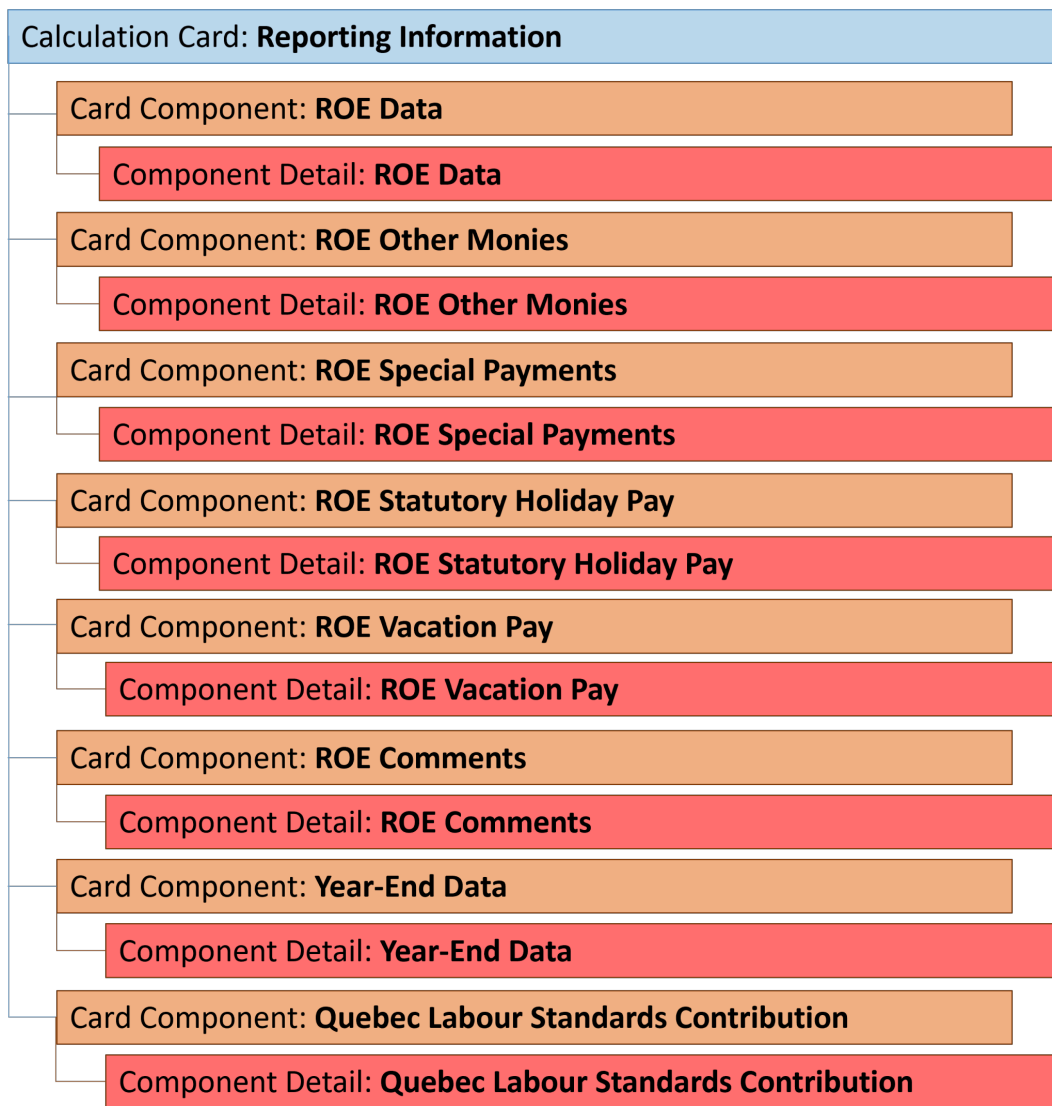 Calculation Card: Reporting Information
Card Component: ROE Data
Component Detail: ROE Data
Card Component: ROE Other Monies
Component Detail: ROE Other Monies
Card Component: ROE Special Payments
Component Detail: ROE Special Payments
Card Component: ROE Statutory Holiday Pay
Component Detail: ROE Statutory Holiday Pay
Card Component: ROE Vacation Pay
Component Detail: ROE Vacation Pay
Card Component: ROE Comments
Component Detail: ROE Comments
Card Component: Year-End Data
Component Detail: Year-End Data
Card Component: Quebec Labour Standards Contribution
Component Detail: Quebec Labour Standards Contribution